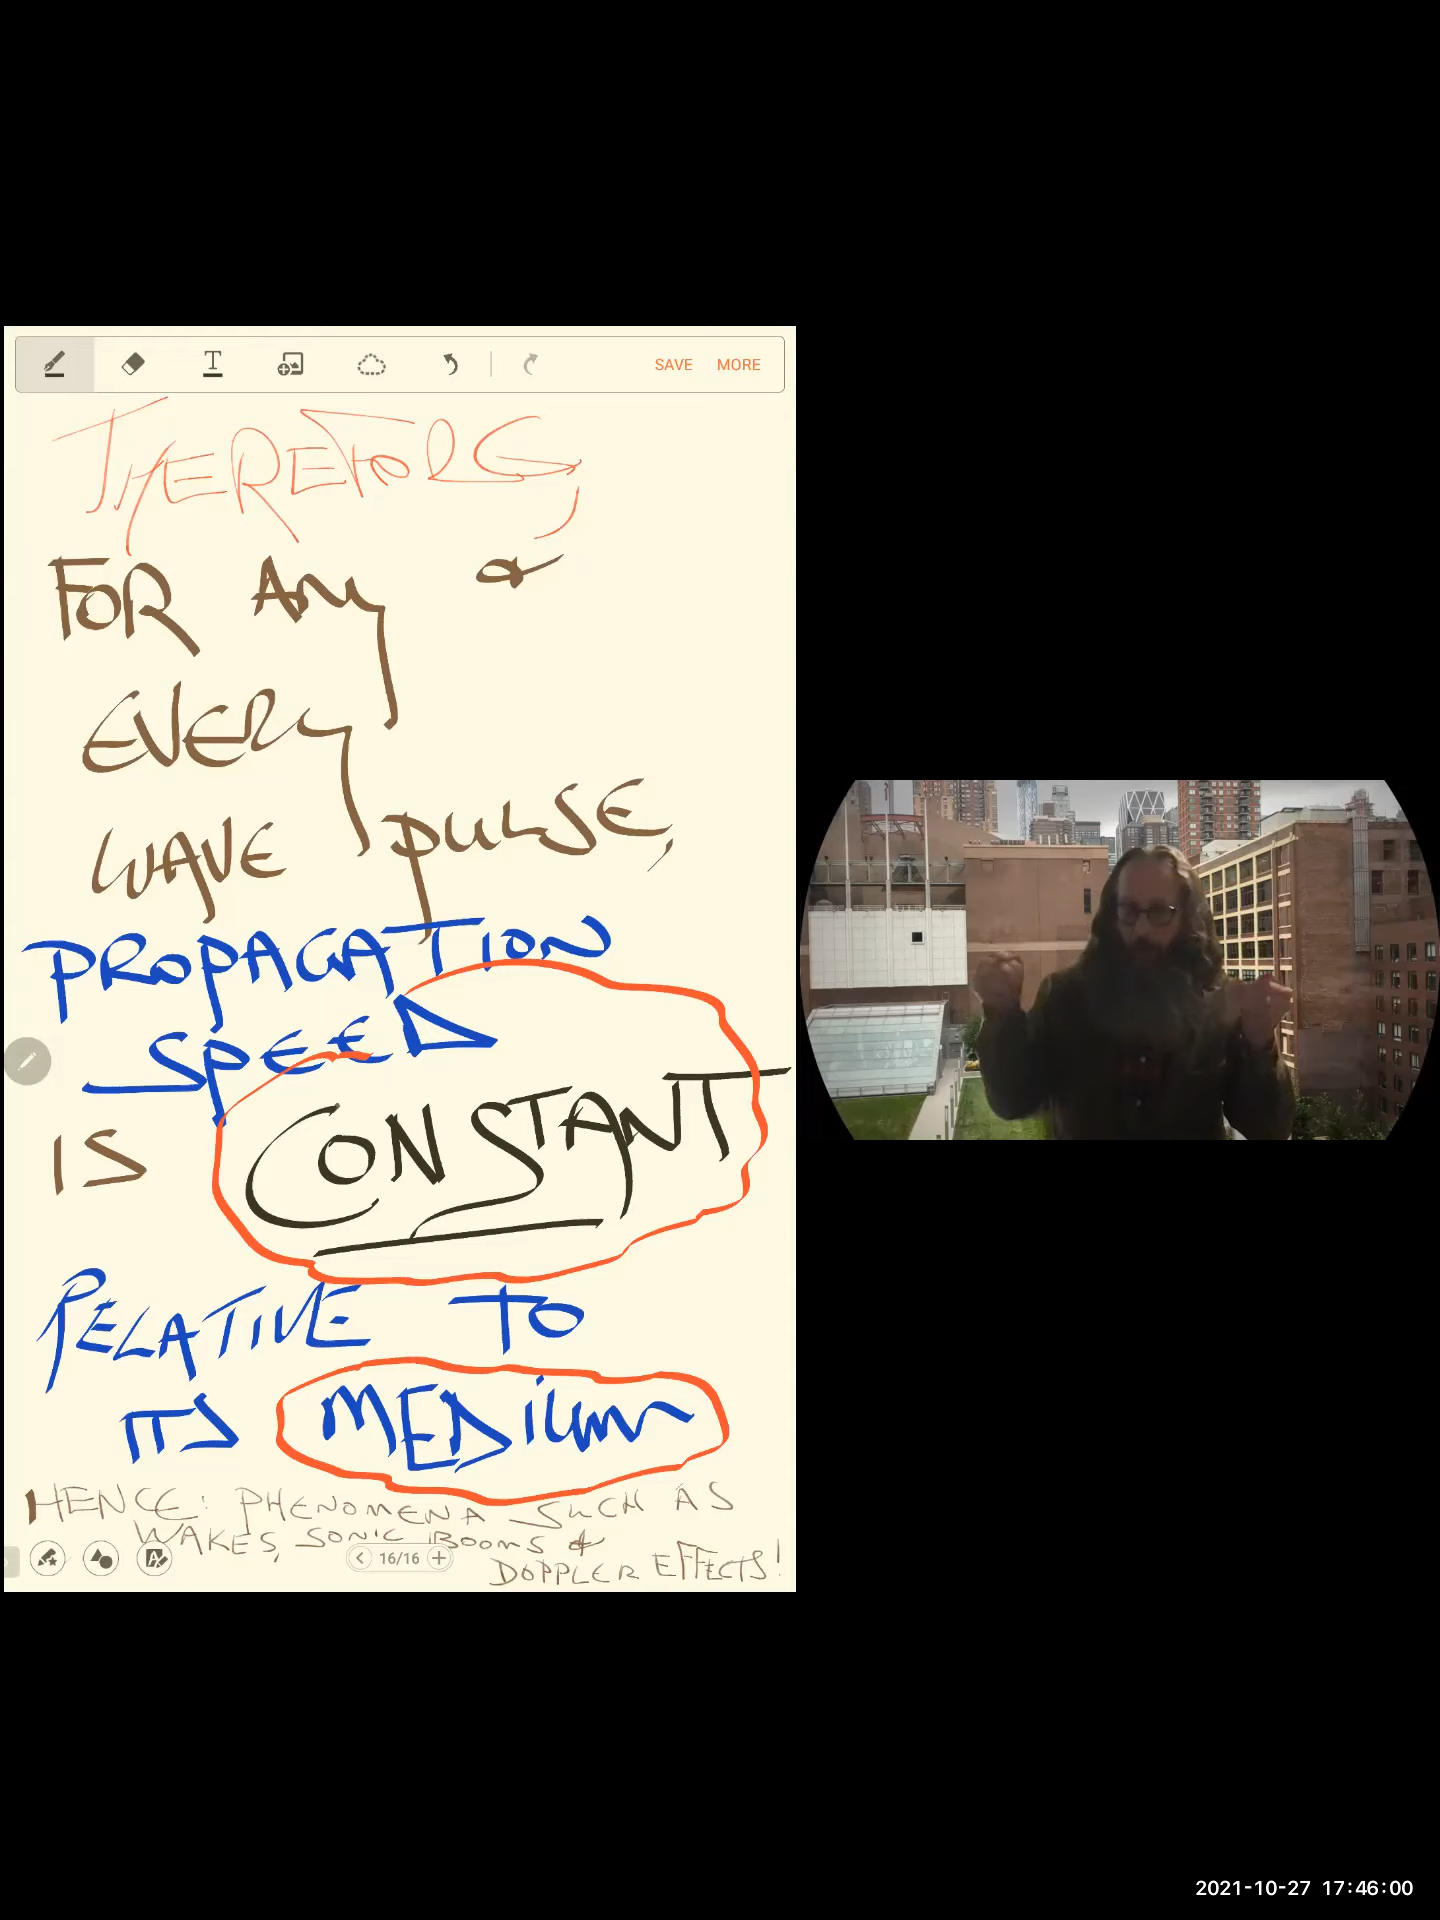 SAVE MORE
THEREFORE,
FOR ANY &
EVERY
WAVE PULSE,
PROPAGATION
SPEED
IS CONSTANT
RELATIVE TO
ITS MEDIUM
HENCE: PHENOMENA SUCH AS
WAKES, SONIC BOOMS &
DOPPLER EFFECTS!
16/16
2021-10-27 17:46:00